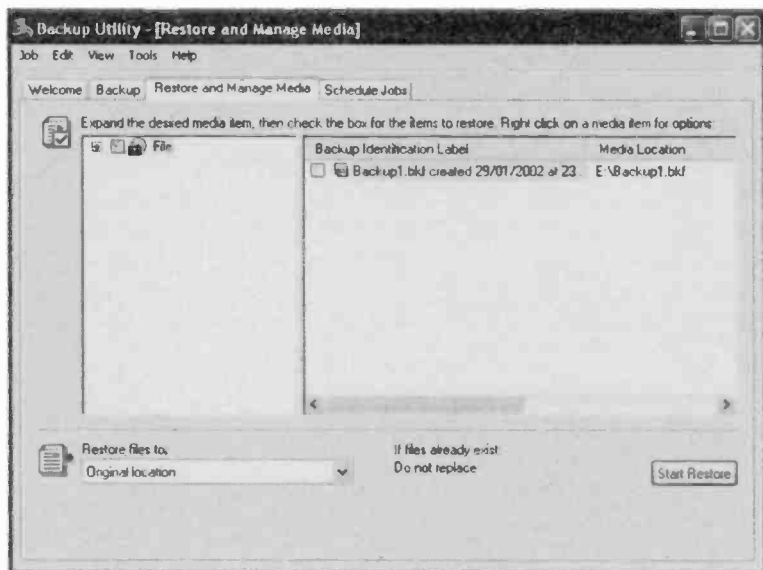 Backup Utility - [Restore and Manage Media]
Job Edit View Tools Help
Welcome Backup Restore and Manage Media Schedule Jobs
Expand the desired media item, then check the box for the items to restore. Right click on a media item for options:
File
Backup Identification Label Media Location
Backup1.bkf created 29/01/2002 at 23... E:\Backup1.bkf
Restore files to:
Original location
If files already exist:
Do not replace
Start Restore